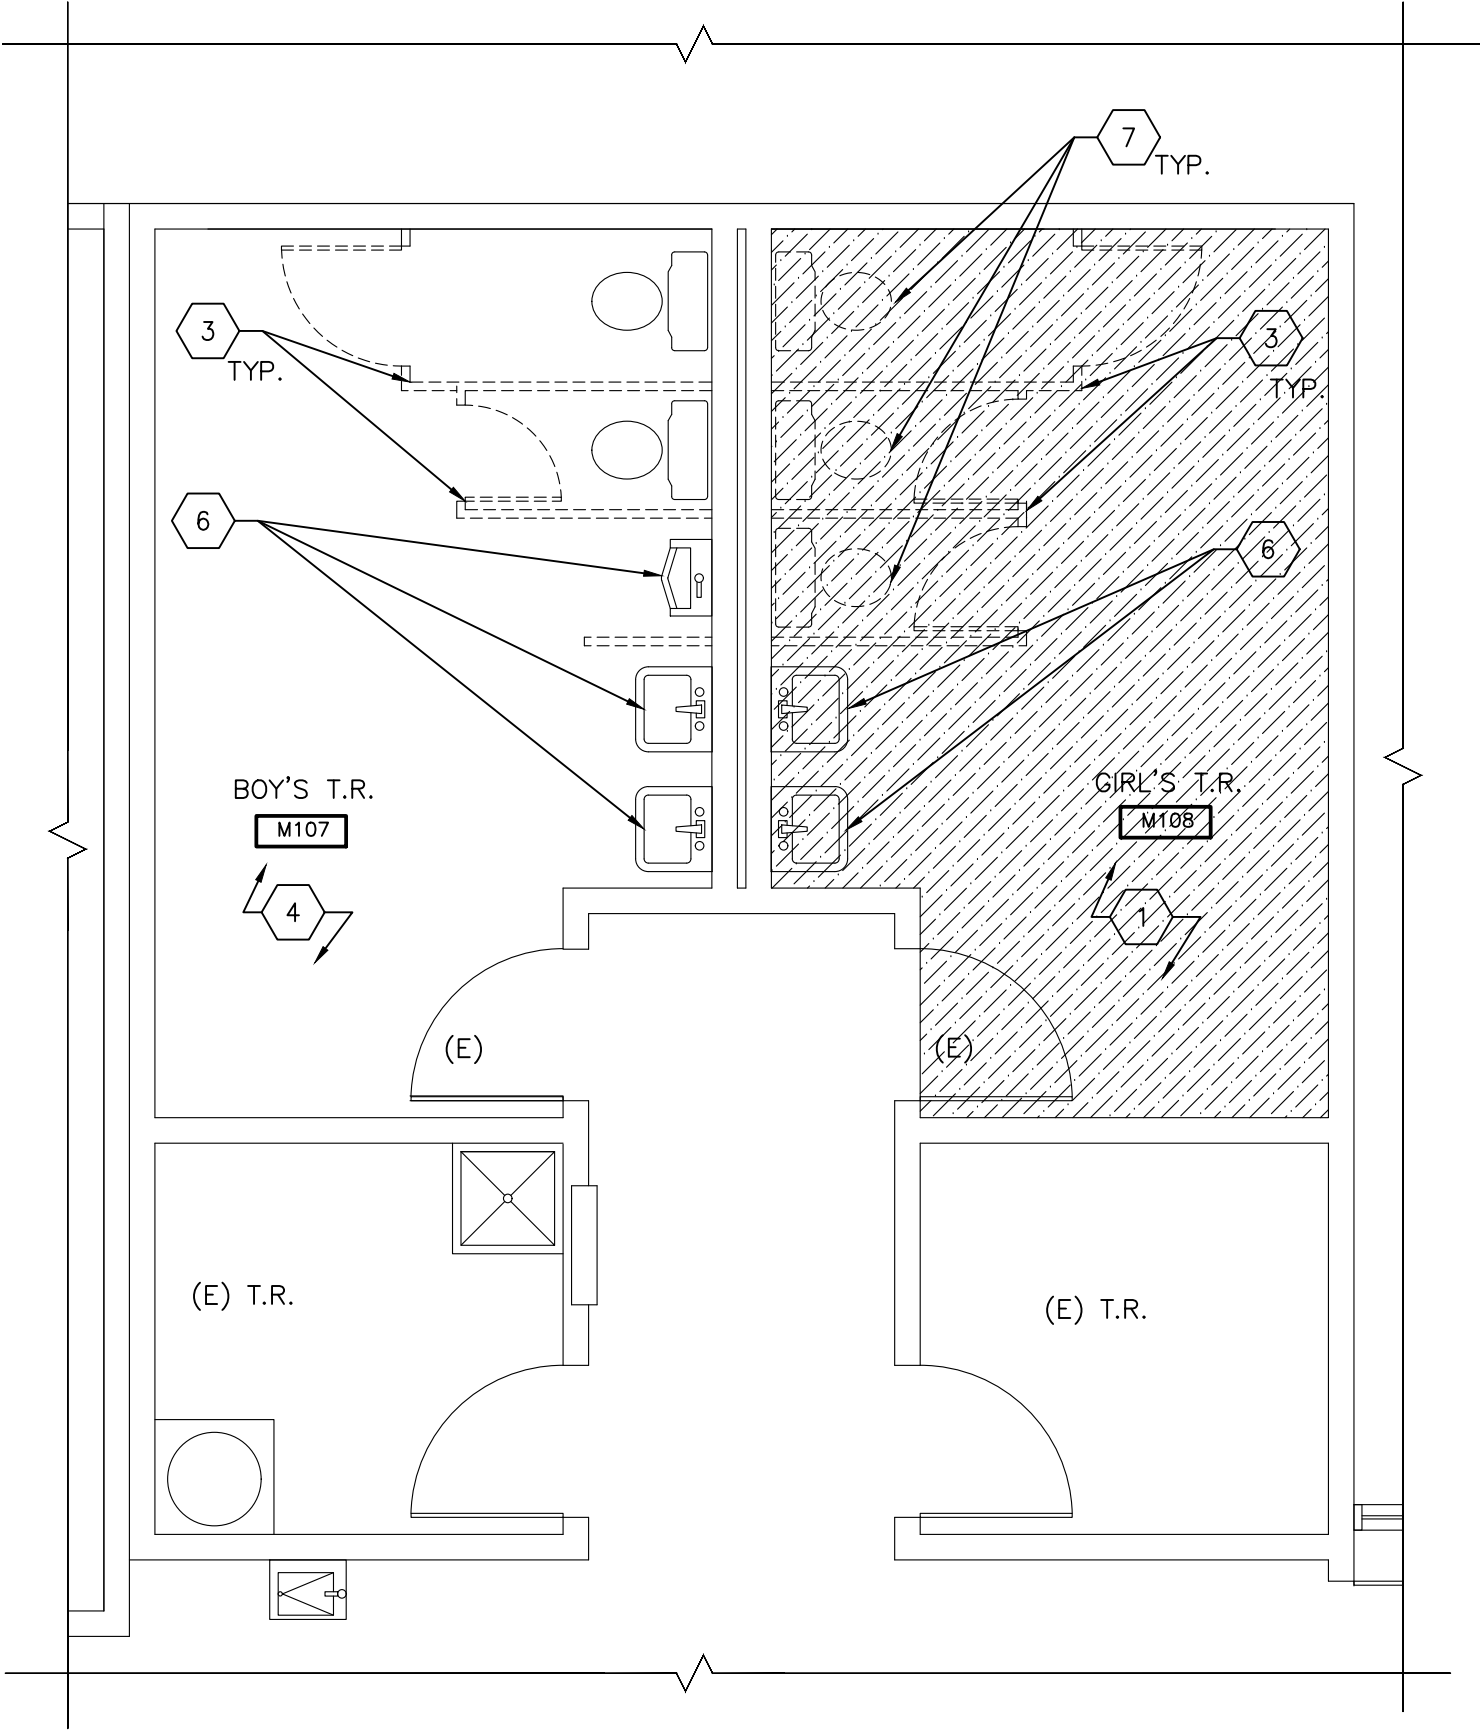 7
TYP.
3
TYP.
3
TYP.
6
6
BOY'S T.R.
M107
GIRL'S T.R.
M108
4
1
(E)
(E)
(E) T.R.
(E) T.R.